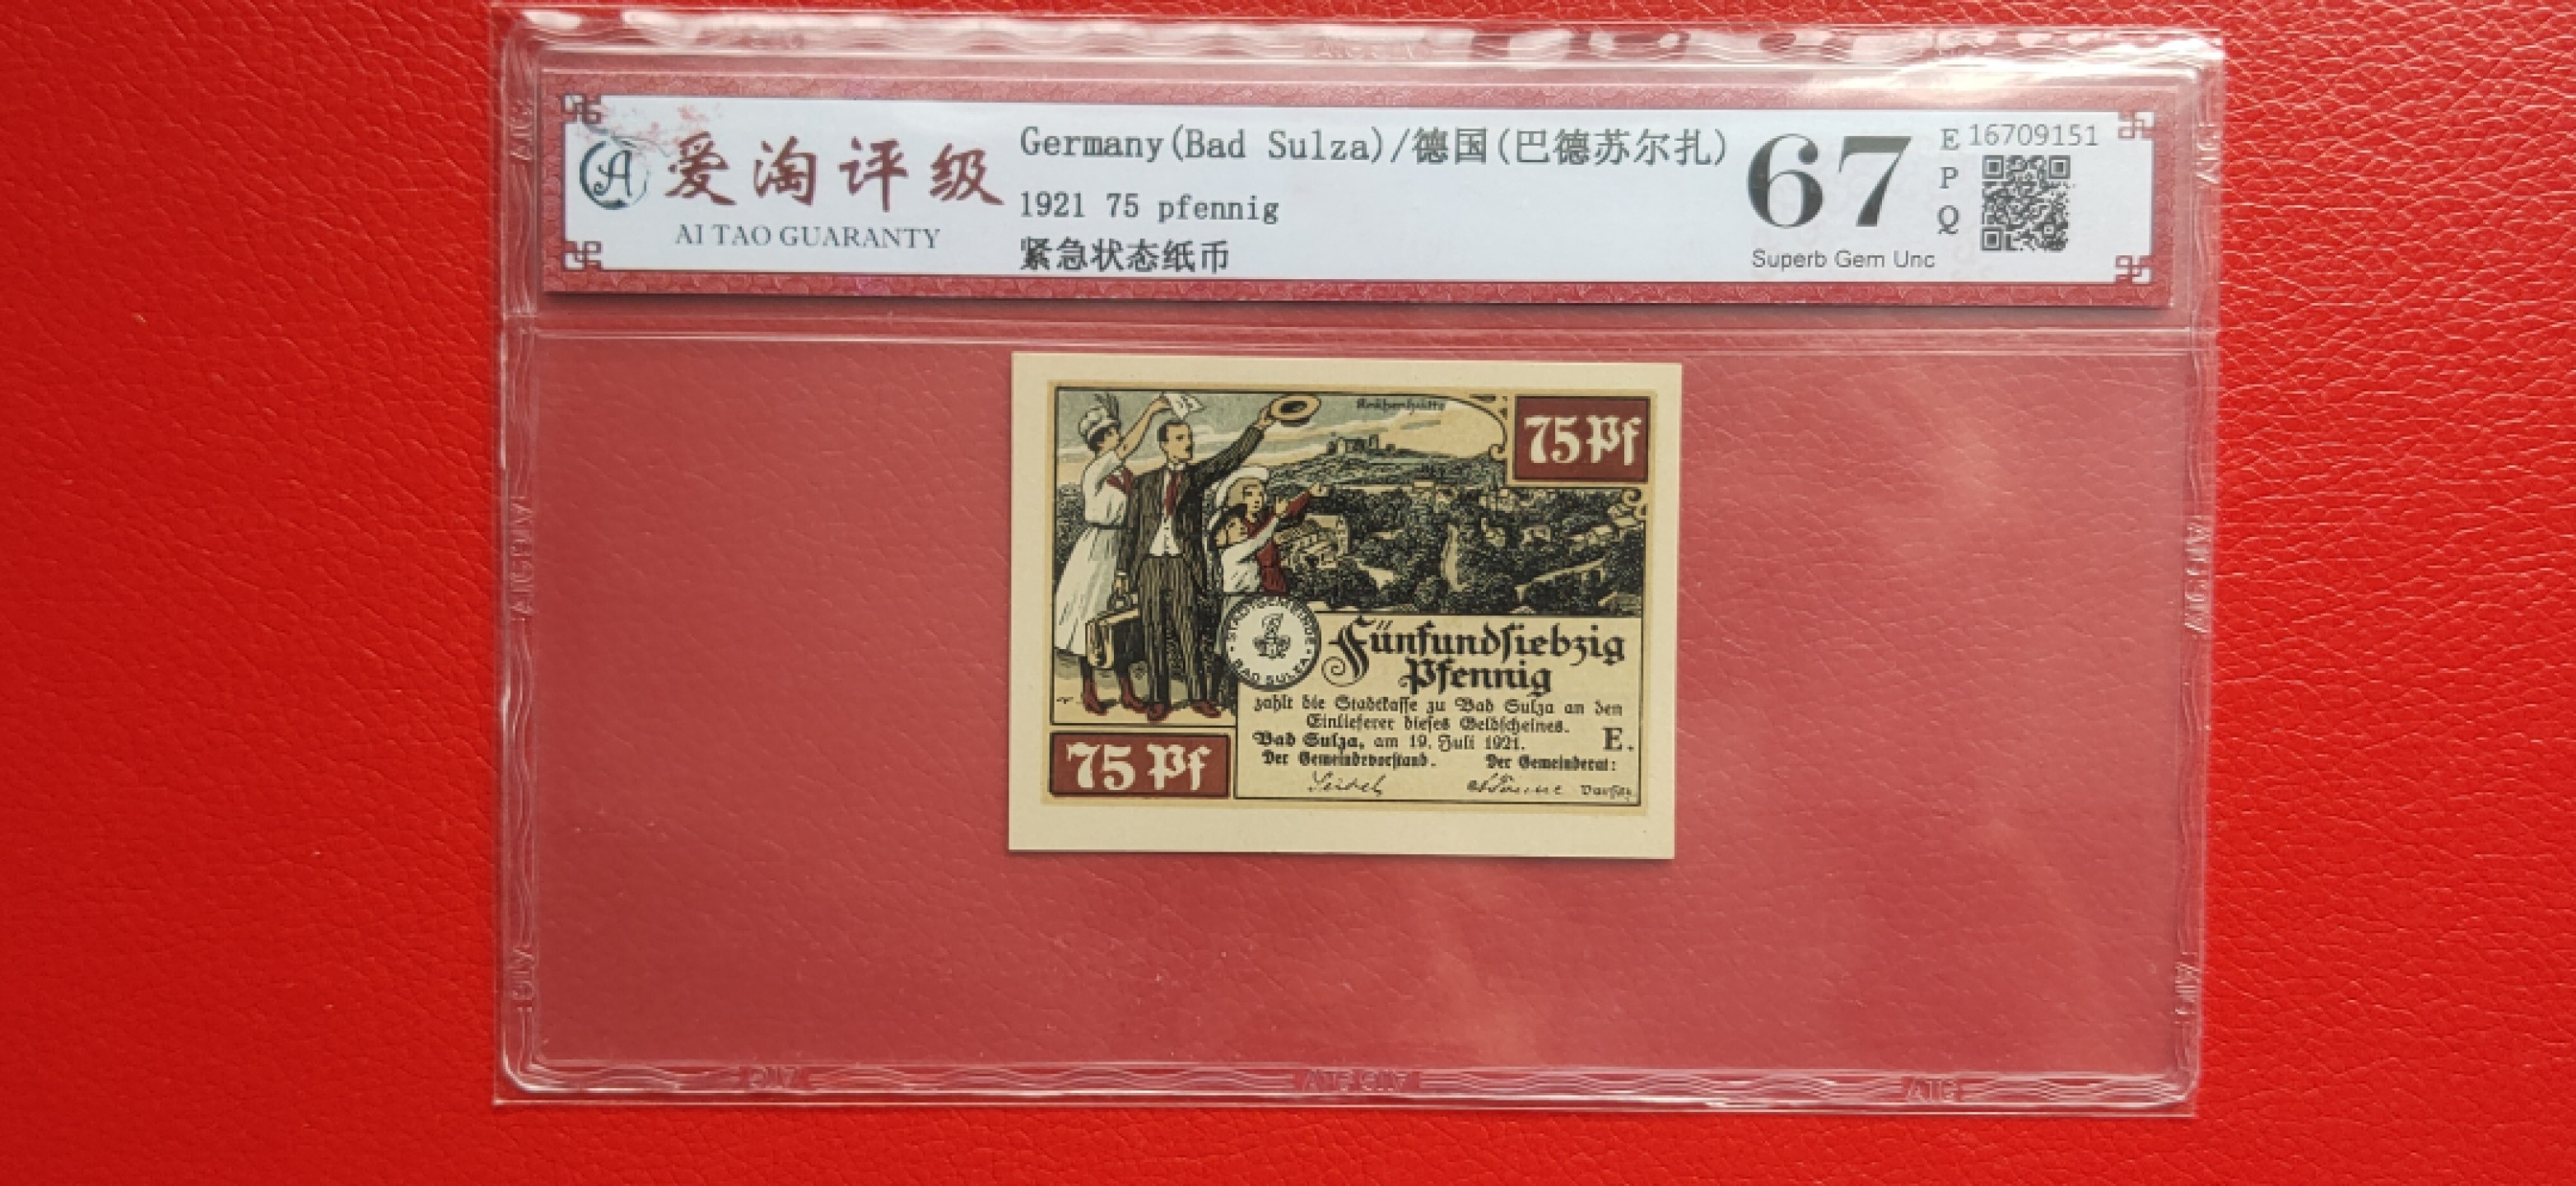 爱淘评级
AI TAO GUARANTY
Germany(Bad Sulza)/德国(巴德苏尔扎)
1921 75 pfennig
紧急状态纸币
67
Superb Gem Unc
E
P
Q
16709151
75 Pf
Fünfundsiebzig
Pfennig
STADTGEMEINDE
BAD SULZA
zahlt die Stadtkasse zu Bad Sulza an den
Einlieferer dieses Geldscheines.
Bad Sulza, am 19. Juli 1921.
E.
Der Gemeindevorstand. Der Gemeinderat:
75 Pf